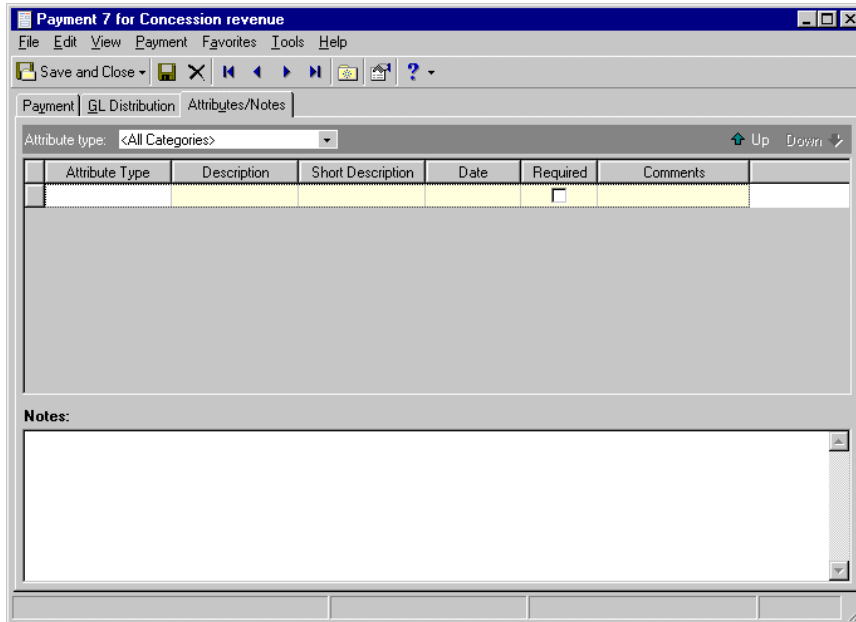 Payment 7 for Concession revenue
File Edit View Payment Favorites Tools Help
Save and Close ?
Payment GL Distribution Attributes/Notes
Attribute type: <All Categories> Up Down
Attribute Type Description Short Description Date Required Comments
Notes: